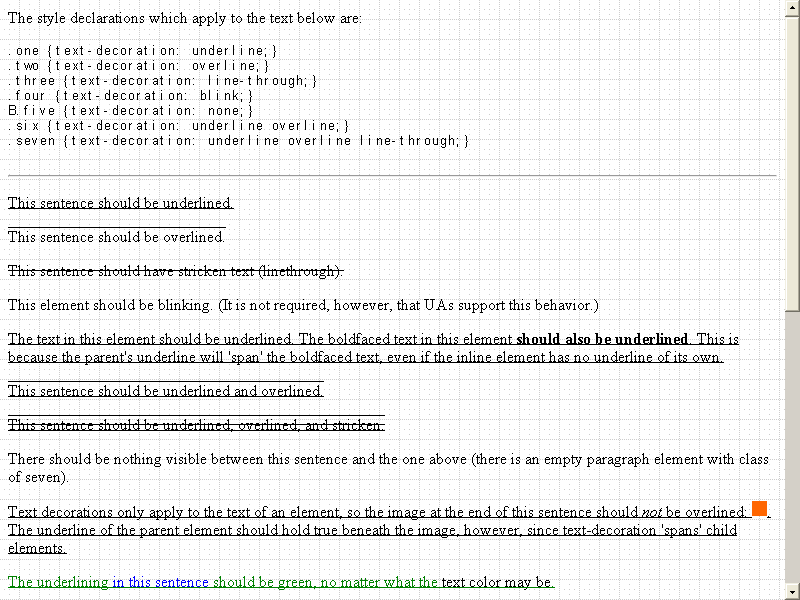 The style declarations which apply to the text below are:
.one {text-decoration: underline;}
.two {text-decoration: overline;}
.three {text-decoration: line-through;}
.four {text-decoration: blink;}
B.five {text-decoration: none;}
.six {text-decoration: underline overline;}
.seven {text-decoration: underline overline line-through;}
This sentence should be underlined.
This sentence should be overlined.
This sentence should have stricken text (linethrough).
This element should be blinking. (It is not required, however, that UAs support this behavior.)
The text in this element should be underlined. The boldfaced text in this element should also be underlined. This is
because the parent's underline will 'span' the boldfaced text, even if the inline element has no underline of its own.
This sentence should be underlined and overlined.
This sentence should be underlined, overlined, and stricken.
There should be nothing visible between this sentence and the one above (there is an empty paragraph element with class
of seven).
Text decorations only apply to the text of an element, so the image at the end of this sentence should not be overlined: .
The underline of the parent element should hold true beneath the image, however, since text-decoration 'spans' child
elements.
The underlining in this sentence should be green, no matter what the text color may be.